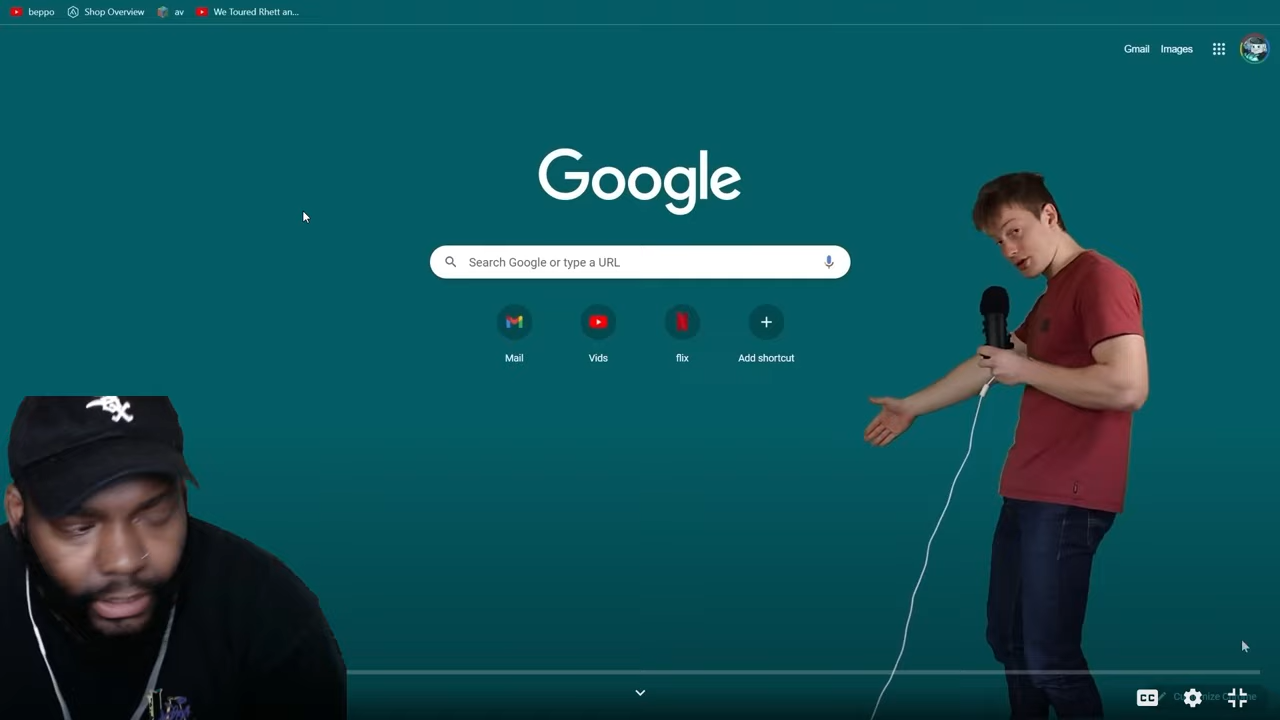 beppo Shop Overview av We Toured Rhett an...
Gmail Images
Google
Search Google or type a URL
Mail Vids flix Add shortcut
CC